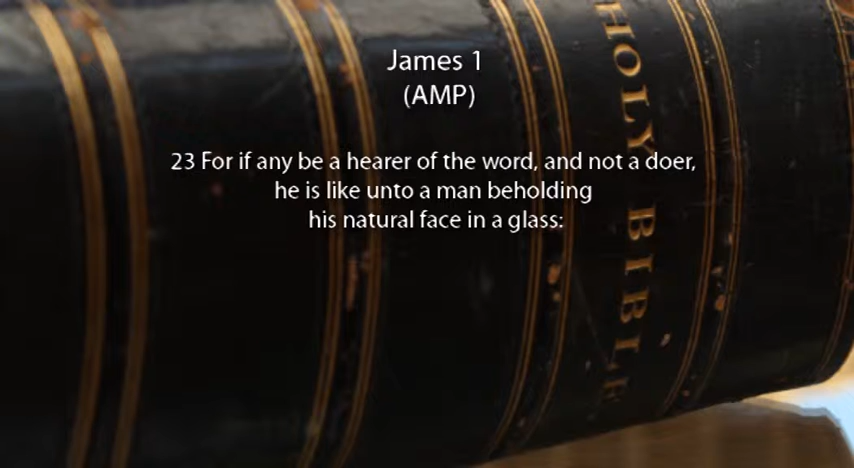 James 1
(AMP)
23 For if any be a hearer of the word, and not a doer,
he is like unto a man beholding
his natural face in a glass:
HOLY BIBLE